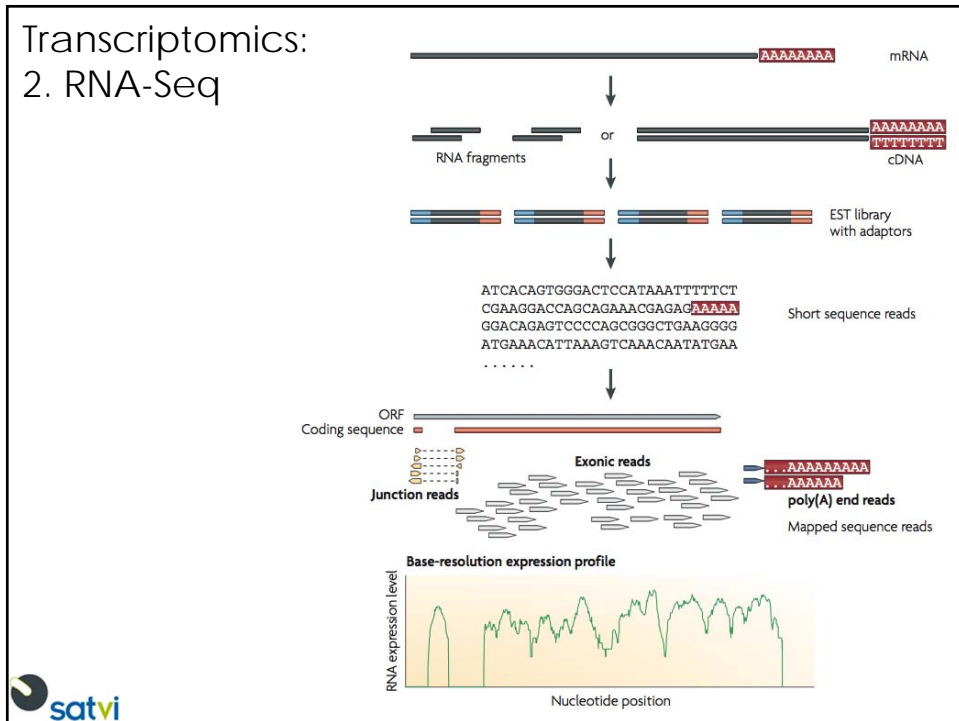 Transcriptomics:
2. RNA-Seq
AAAAAAAA
mRNA
or
AAAAAAAA
TTTTTTTT
RNA fragments
cDNA
EST library
with adaptors
ATCACAGTGGGACTCCATAAATTTTTCT
CGAAGGACCAGCAGAAACGAGAGAAAAA
GGACAGAGTCCCCAGCGGGCTGAAGGGG
ATGAAACATTAAAGTCAAACAATATGAA
......
Short sequence reads
ORF
Coding sequence
Exonic reads
Junction reads
...AAAAAAAAA
...AAAAAA
poly(A) end reads
Mapped sequence reads
Base-resolution expression profile
RNA expression level
Nucleotide position
satvi